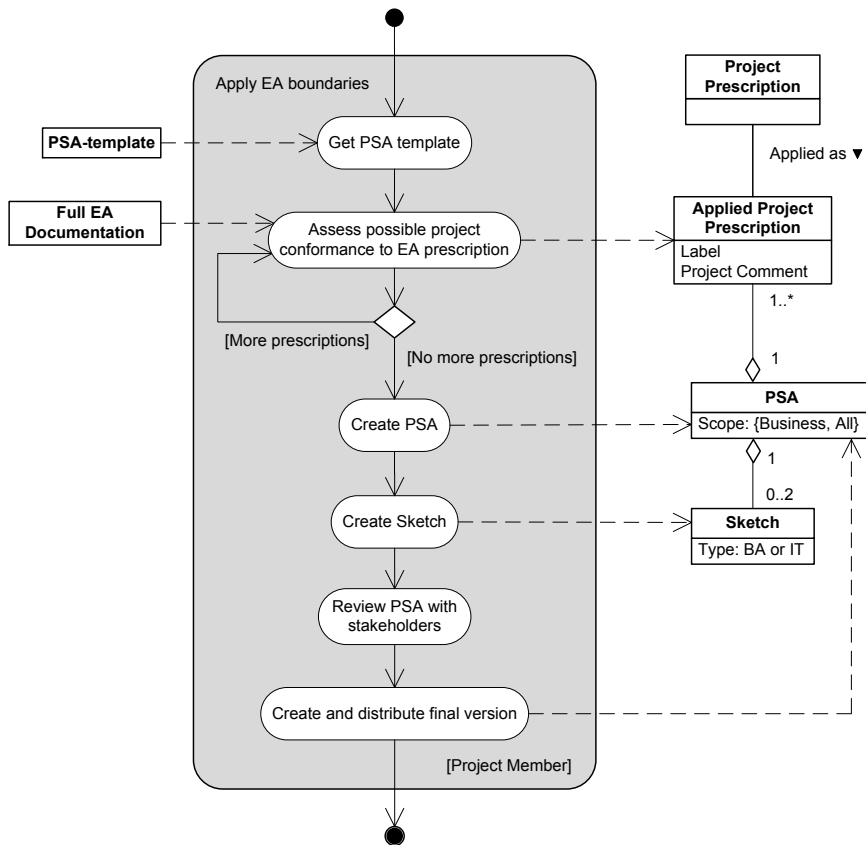 Apply EA boundaries
Project
Prescription
Get PSA template
PSA-template
Applied as ▼
Full EA
Documentation
Assess possible project
conformance to EA prescription
Applied Project
Prescription
Label
Project Comment
1..*
[More prescriptions]
[No more prescriptions]
1
PSA
Scope: {Business, All}
Create PSA
1
0..2
Create Sketch
Sketch
Type: BA or IT
Review PSA with
stakeholders
Create and distribute final version
[Project Member]